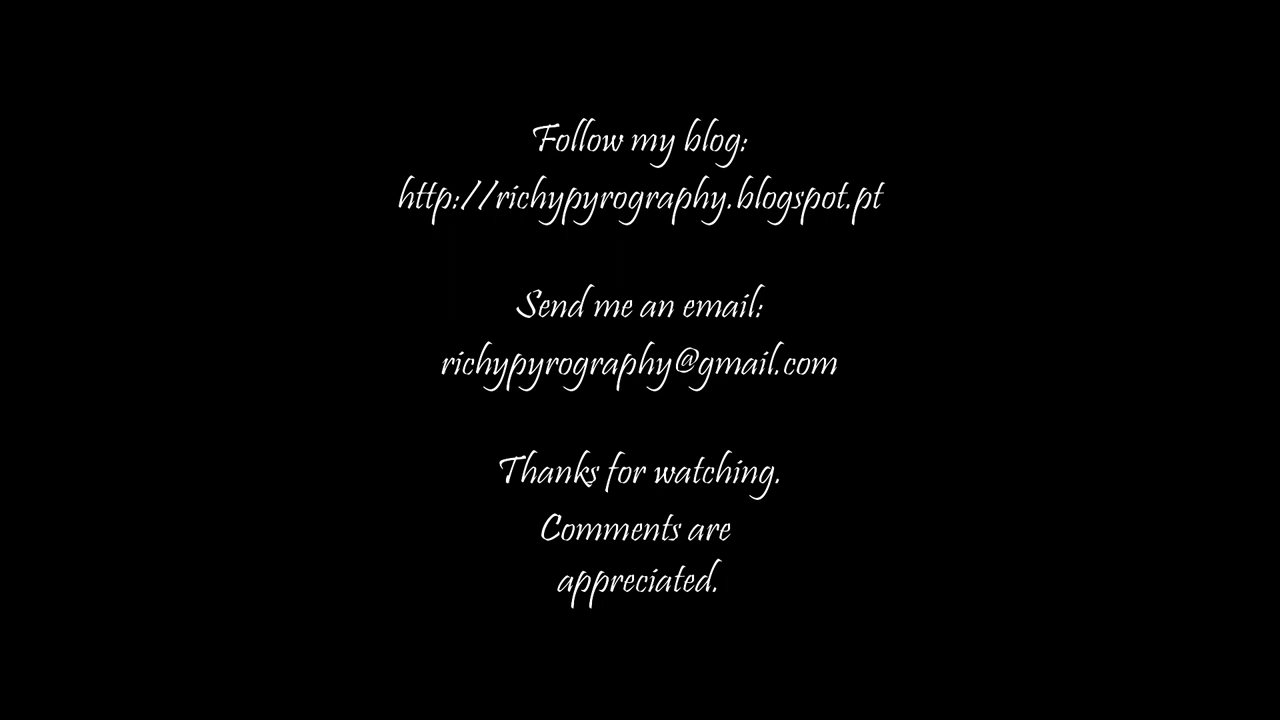 Follow my blog:
http://richypyrography.blogspot.pt
Send me an email:
richypyrography@gmail.com
Thanks for watching.
Comments are
appreciated.